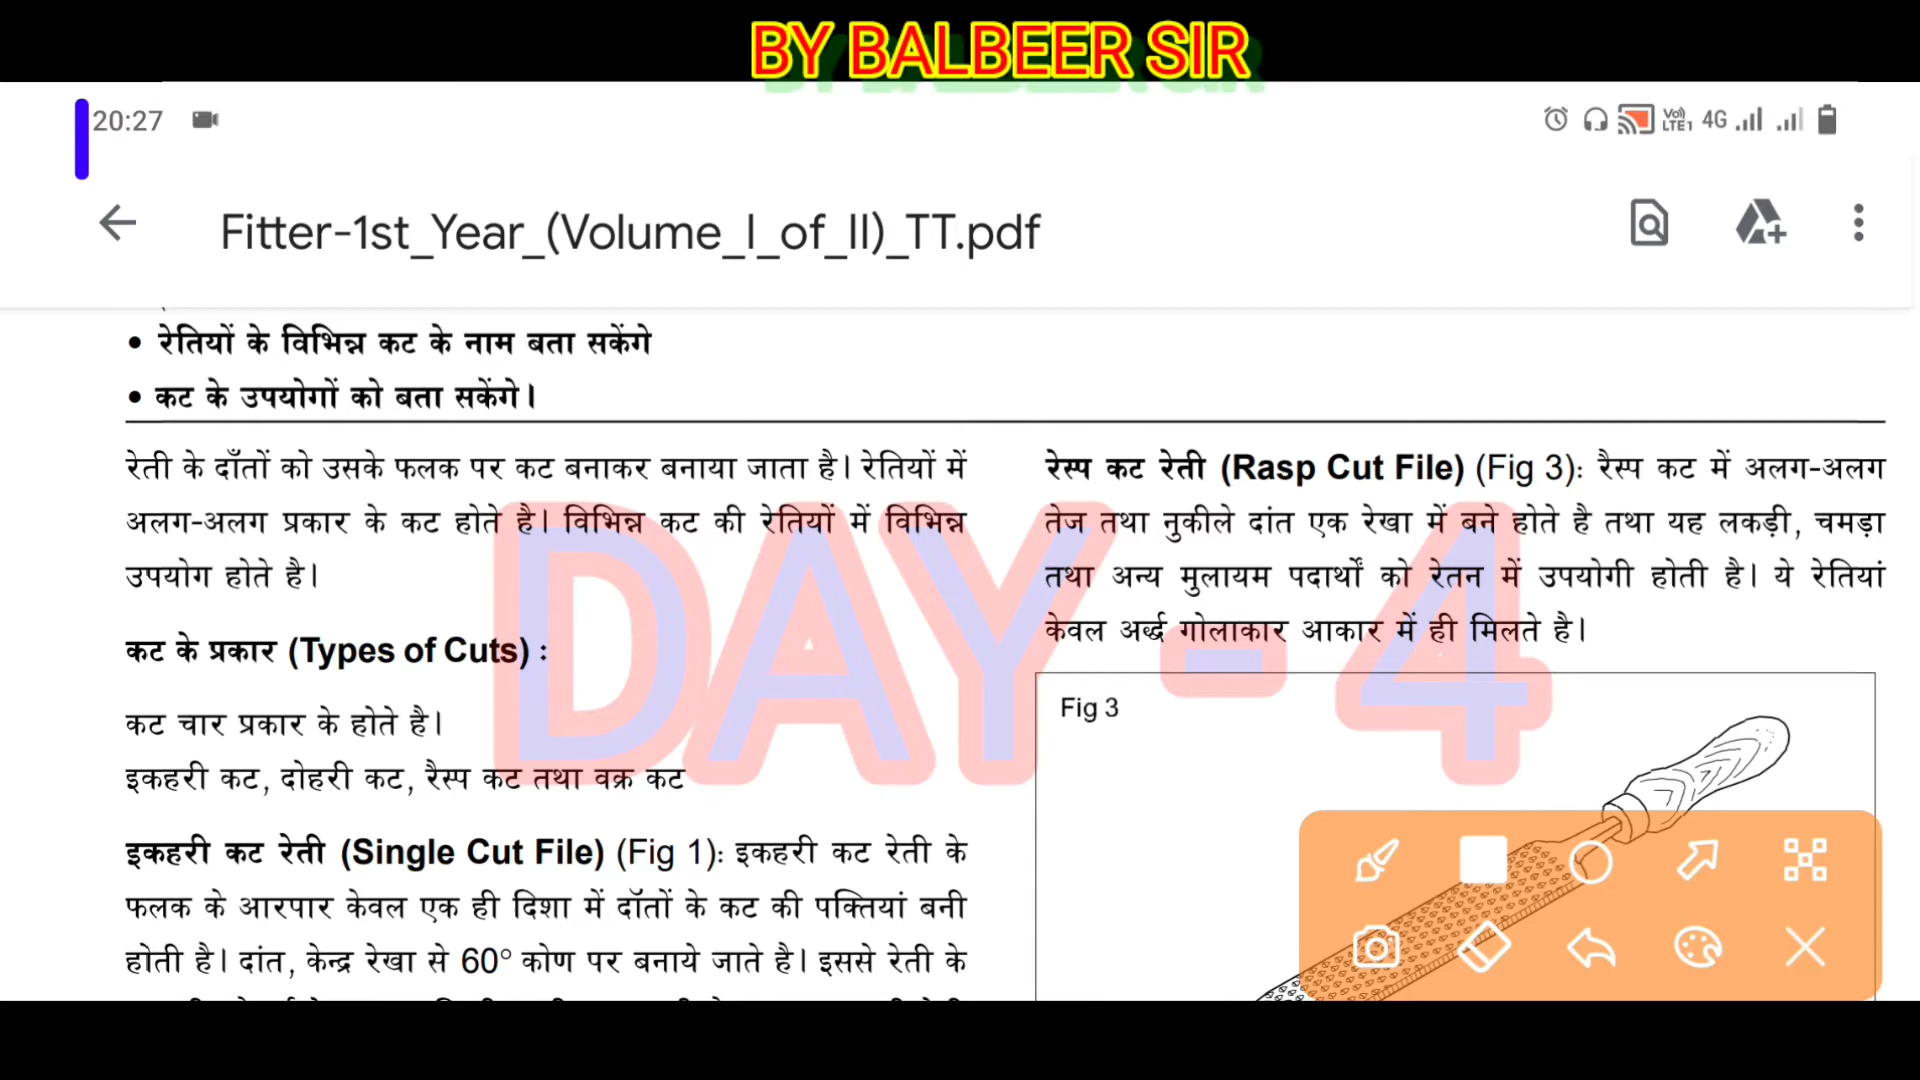 BY BALBEER SIR
20:27
Vo) LTE1 4G
Fitter-1st_Year_(Volume_I_of_II)_TT.pdf
• रेतियों के विभिन्न कट के नाम बता सकेंगे
• कट के उपयोगों को बता सकेंगे।
रेती के दाँतों को उसके फलक पर कट बनाकर बनाया जाता है। रेतियों में
अलग-अलग प्रकार के कट होते है। विभिन्न कट की रेतियों में विभिन्न
उपयोग होते है।
कट के प्रकार (Types of Cuts) :
कट चार प्रकार के होते है।
इकहरी कट, दोहरी कट, रैस्प कट तथा वक्र कट
इकहरी कट रेती (Single Cut File) (Fig 1): इकहरी कट रेती के
फलक के आरपार केवल एक ही दिशा में दाॅतों के कट की पक्तियां बनी
होती है। दांत, केन्द्र रेखा से 60° कोण पर बनाये जाते है। इससे रेती के
रेस्प कट रेती (Rasp Cut File) (Fig 3): रैस्प कट में अलग-अलग
तेज तथा नुकीले दांत एक रेखा में बने होते है तथा यह लकड़ी, चमड़ा
तथा अन्य मुलायम पदार्थों को रेतन में उपयोगी होती है। ये रेतियां
केवल अर्द्ध गोलाकार आकार में ही मिलते है।
Fig 3
DAY-4